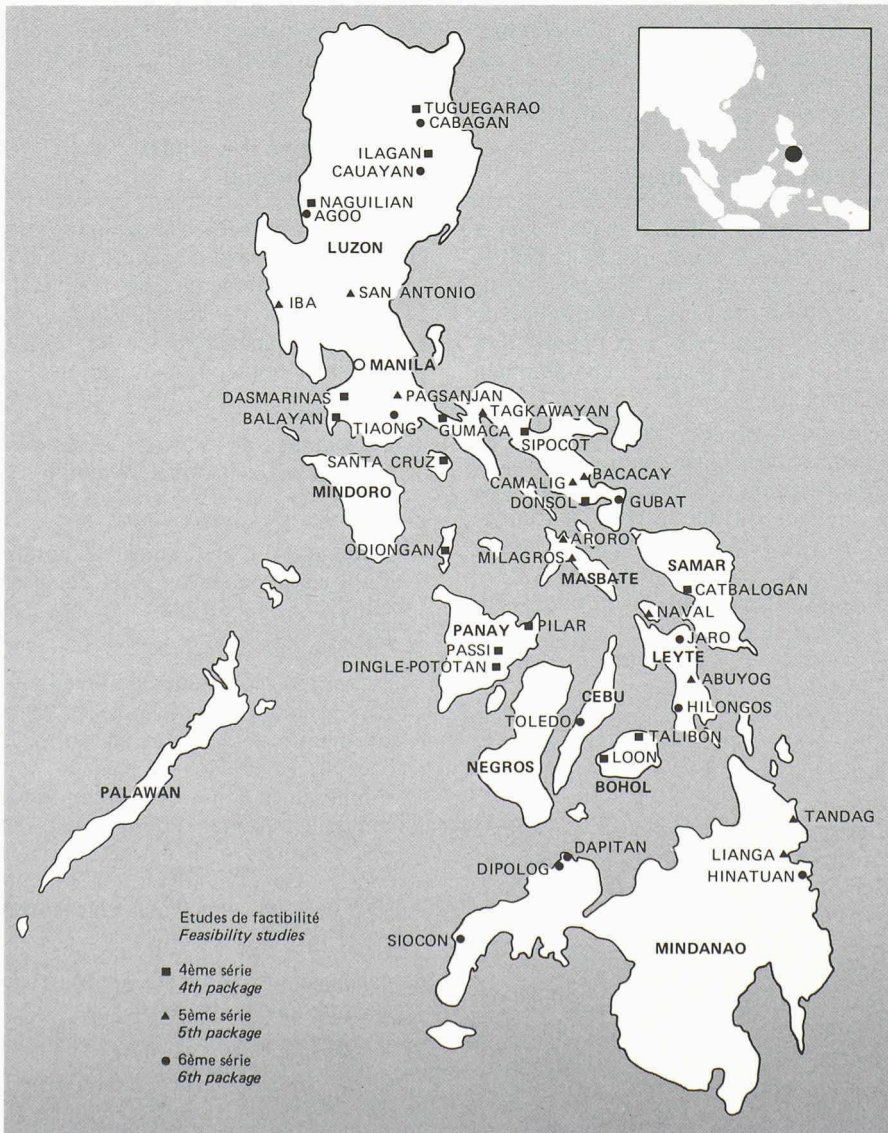 TUGUEGARAO
CABAGAN
ILAGAN
CAUAYAN
NAGUILIAN
AGOO
LUZON
SAN ANTONIO
IBA
MANILA
DASMARINAS
PAGSANJAN
TAGKAWAYAN
BALAYAN
TIAONG
GUMACA
SIPOCOT
SANTA CRUZ
BACACAY
CAMALIG
MINDORO
DONSOL
GUBAT
AROROY
ODIONGAN
MILAGROS
SAMAR
MASBATE
CATBALOGAN
NAVAL
PILAR
PANAY
JARO
PASSI
LEYTE
DINGLE-POTOTAN
ABUYOG
CEBU
HILONGOS
TOLEDO
TALIBON
LOON
NEGROS
BOHOL
PALAWAN
TANDAG
DAPITAN
LIANGA
DIPOLOG
HINATUAN
Etudes de factibilité
Feasibility studies
SIOCON
MINDANAO
4ème série
4th package
5ème série
5th package
6ème série
6th package